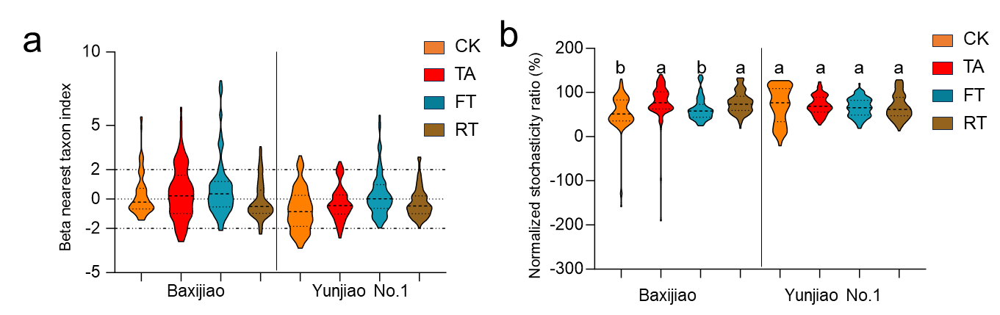 a
Beta nearest taxon index
10
5
2
0
-2
-5
Baxijiao
Yunjiao No.1
CK
TA
FT
RT
b
Normalized stochasticity ratio (%)
200
100
0
-100
-200
-300
b a b a a a a a
Baxijiao
Yunjiao No.1
CK
TA
FT
RT